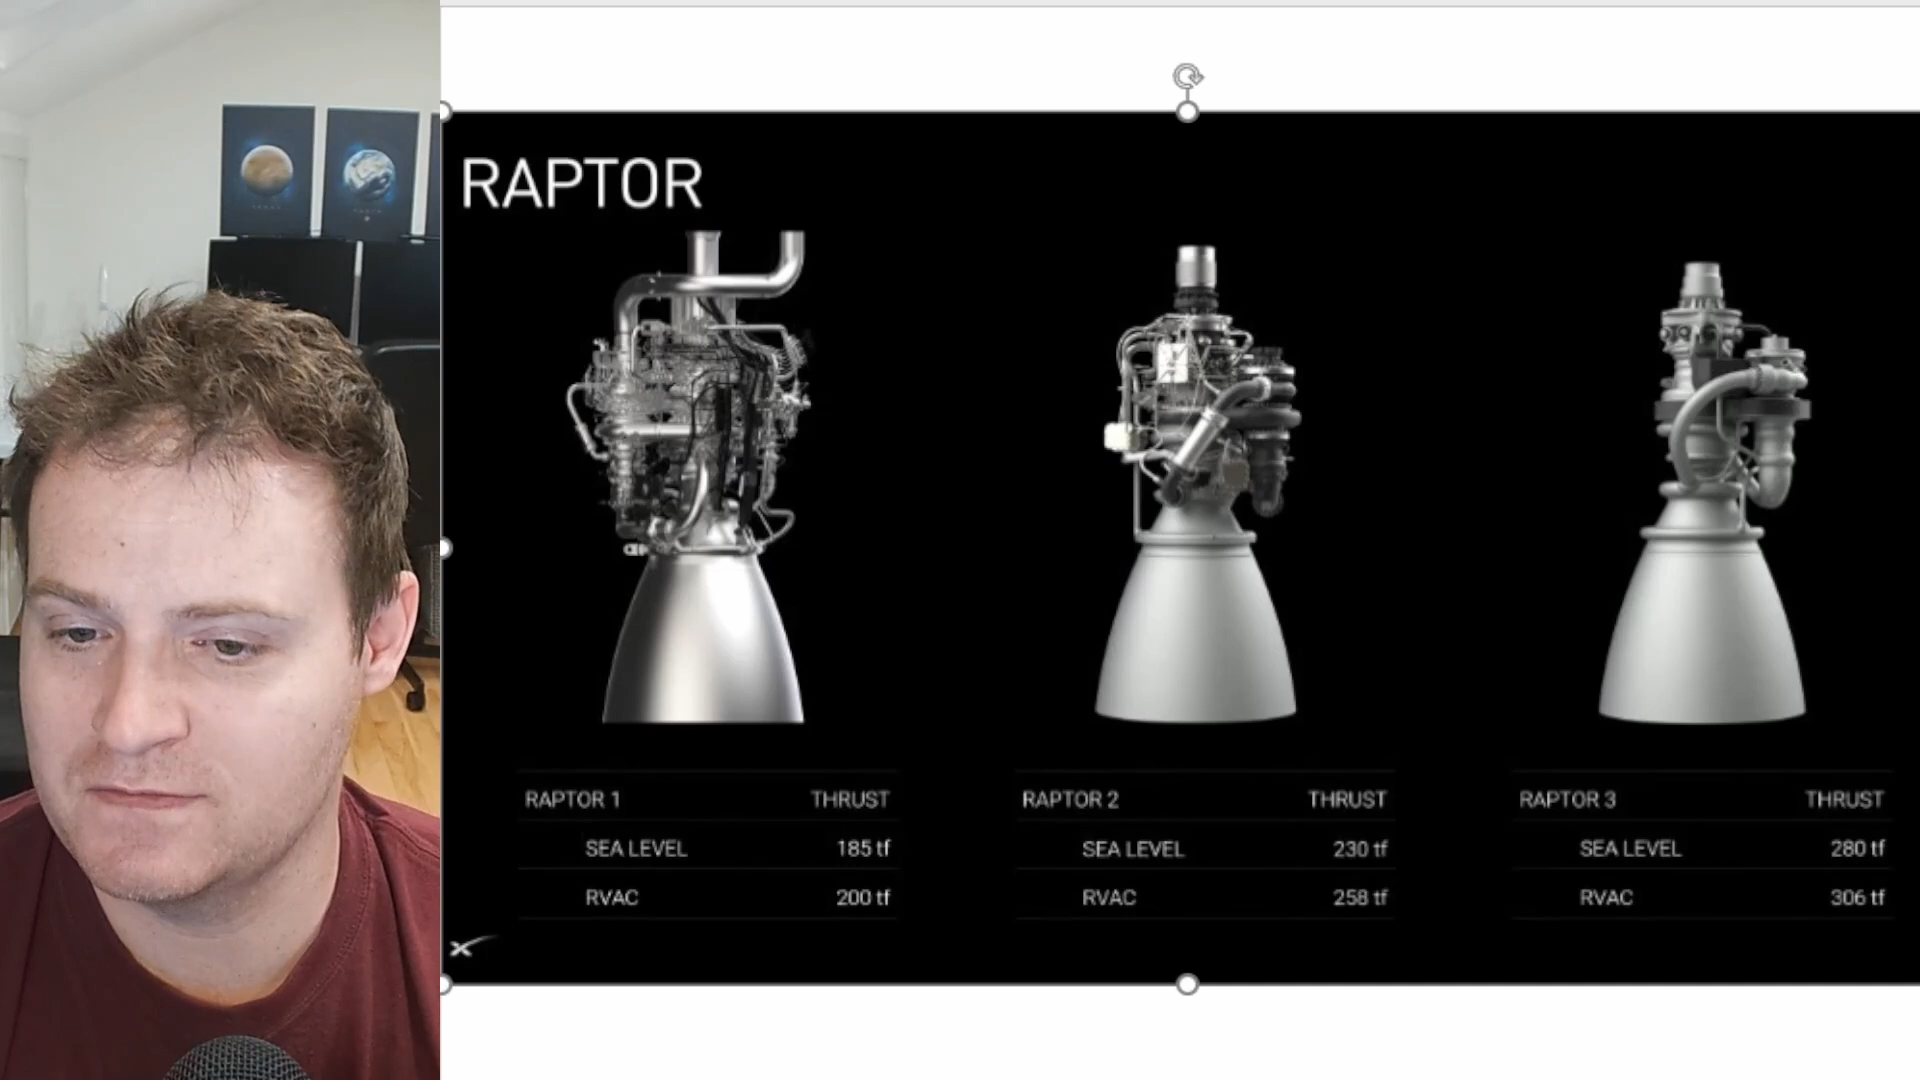 RAPTOR
RAPTOR 1 THRUST
SEA LEVEL 185 tf
RVAC 200 tf
RAPTOR 2 THRUST
SEA LEVEL 230 tf
RVAC 258 tf
RAPTOR 3 THRUST
SEA LEVEL 280 tf
RVAC 306 tf